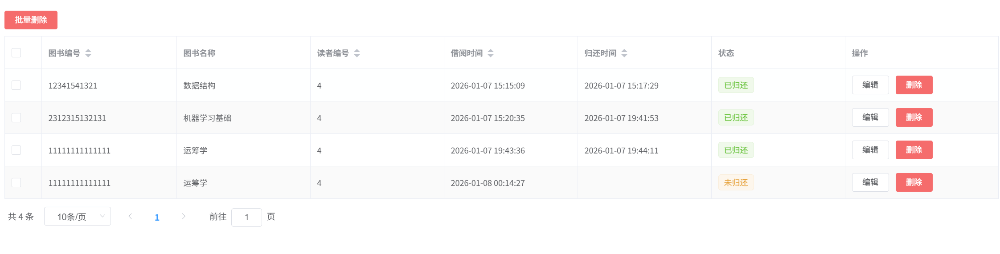 批量删除
图书编号 图书名称 读者编号 借阅时间 归还时间 状态 操作
12341541321 数据结构 4 2026-01-07 15:15:09 2026-01-07 15:17:29 已归还 编辑 删除
2312315132131 机器学习基础 4 2026-01-07 15:20:35 2026-01-07 19:41:53 已归还 编辑 删除
11111111111111 运筹学 4 2026-01-07 19:43:36 2026-01-07 19:44:11 已归还 编辑 删除
11111111111111 运筹学 4 2026-01-08 00:14:27 未归还 编辑 删除
共 4 条 10条/页 1 前往 1 页